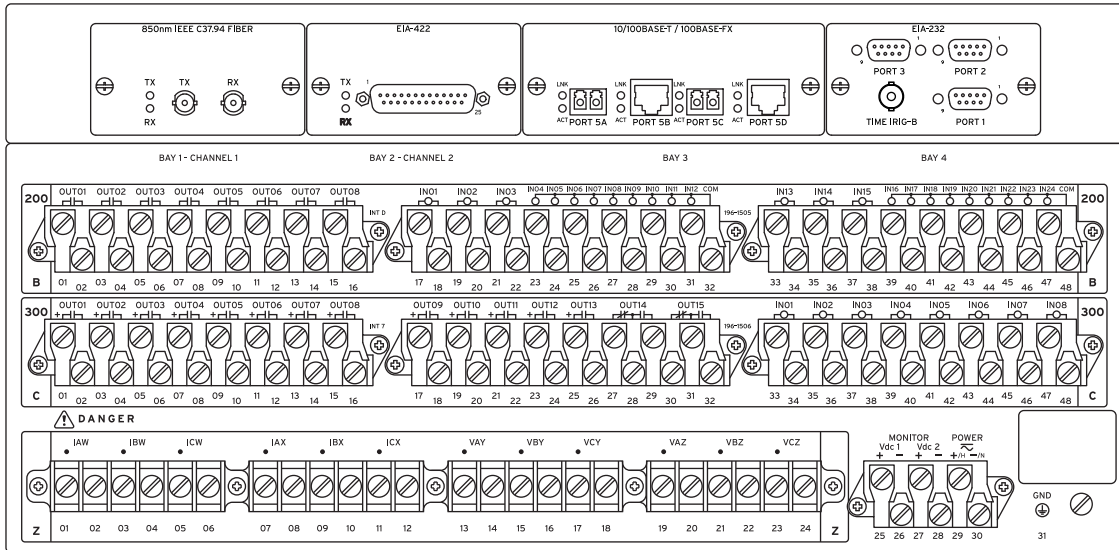 850nm IEEE C37.94 FIBER EIA-422 10/100BASE-T / 100BASE-FX EIA-232
TX TX RX
RX
TX 1
RX 25
LNK LNK LNK LNK
ACT PORT 5A ACT PORT 5B ACT PORT 5C ACT PORT 5D
9 1 9 1
PORT 3 PORT 2
9 1
TIME IRIG-B PORT 1
BAY 1 - CHANNEL 1 BAY 2 - CHANNEL 2 BAY 3 BAY 4
200 OUT01 OUT02 OUT03 OUT04 OUT05 OUT06 OUT07 OUT08 IN01 IN02 IN03 IN04 IN05 IN06 IN07 IN08 IN09 IN10 IN11 IN12 COM IN13 IN14 IN15 IN16 IN17 IN18 IN19 IN20 IN21 IN22 IN23 IN24 COM 200
INT D 196-1505
B 01 02 03 04 05 06 07 08 09 10 11 12 13 14 15 16 17 18 19 20 21 22 23 24 25 26 27 28 29 30 31 32 33 34 35 36 37 38 39 40 41 42 43 44 45 46 47 48 B
300 OUT01 OUT02 OUT03 OUT04 OUT05 OUT06 OUT07 OUT08 OUT09 OUT10 OUT11 OUT12 OUT13 OUT14 OUT15 IN01 IN02 IN03 IN04 IN05 IN06 IN07 IN08 300
+ + + + + + + + + + + + +
INT 7 196-1506
C 01 02 03 04 05 06 07 08 09 10 11 12 13 14 15 16 17 18 19 20 21 22 23 24 25 26 27 28 29 30 31 32 33 34 35 36 37 38 39 40 41 42 43 44 45 46 47 48 C
DANGER
IAW IBW ICW IAX IBX ICX VAY VBY VCY VAZ VBZ VCZ
MONITOR POWER
Vdc 1 Vdc 2
+ – + – +/H –/N
GND
Z 01 02 03 04 05 06 07 08 09 10 11 12 13 14 15 16 17 18 19 20 21 22 23 24 Z
25 26 27 28 29 30 31